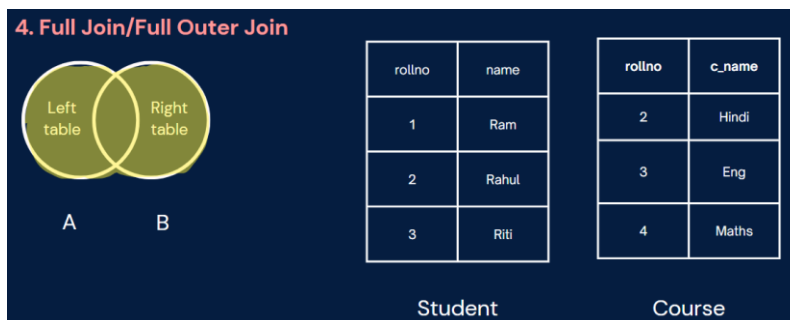 4. Full Join/Full Outer Join
Left table
Right table
A B
rollno name
1 Ram
2 Rahul
3 Riti
Student
rollno c_name
2 Hindi
3 Eng
4 Maths
Course